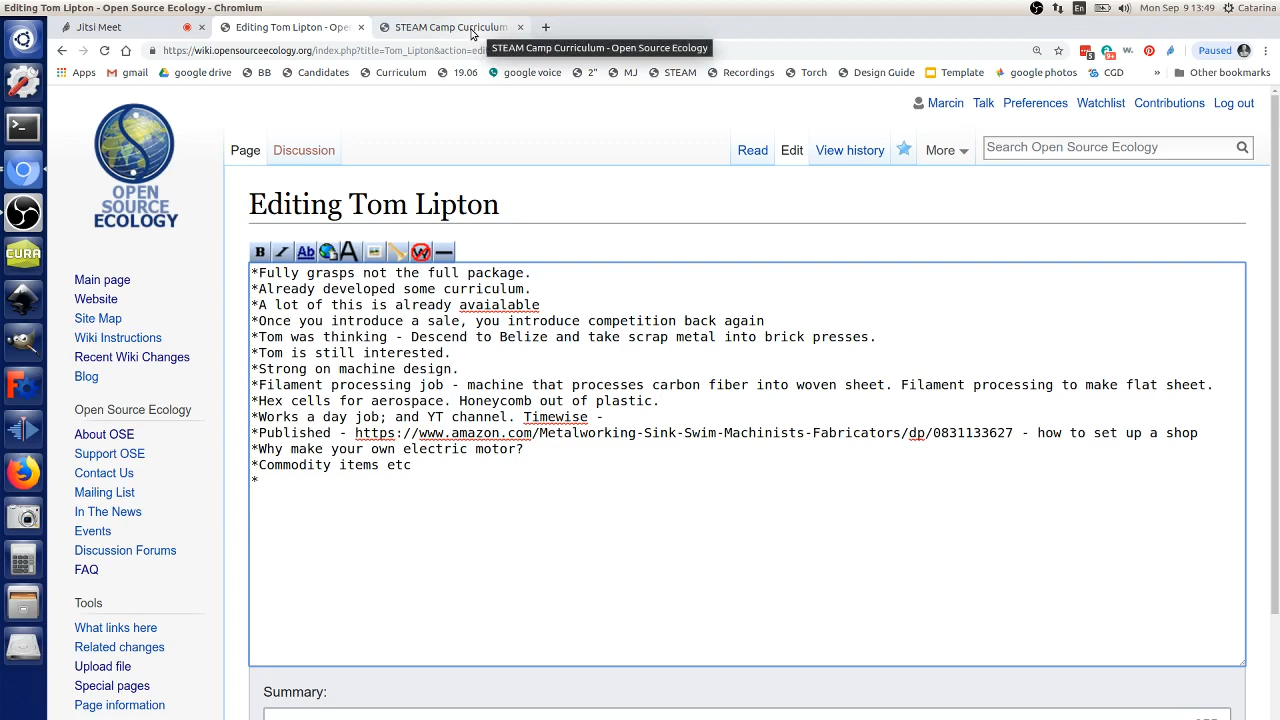 Editing Tom Lipton - Open Source Ecology - Chromium
En
Mon Sep 9 13:49
Catarina
Jitsi Meet
Editing Tom Lipton - Ope
STEAM Camp Curriculum
https://wiki.opensourceecology.org/index.php?title=Tom_Lipton&action=edi
STEAM Camp Curriculum - Open Source Ecology
Paused
Apps
gmail
google drive
BB
Candidates
Curriculum
19.06
google voice
2"
MJ
STEAM
Recordings
Torch
Design Guide
Template
google photos
CGD
»
Other bookmarks
Marcin
Talk
Preferences
Watchlist
Contributions
Log out
OPEN
SOURCE
ECOLOGY
CURA
Page
Discussion
Read
Edit
View history
More
Search Open Source Ecology
Editing Tom Lipton
B
Ab
A
W
*Fully grasps not the full package.
*Already developed some curriculum.
*A lot of this is already avaialable
*Once you introduce a sale, you introduce competition back again
*Tom was thinking - Descend to Belize and take scrap metal into brick presses.
*Tom is still interested.
*Strong on machine design.
*Filament processing job - machine that processes carbon fiber into woven sheet. Filament processing to make flat sheet.
*Hex cells for aerospace. Honeycomb out of plastic.
*Works a day job; and YT channel. Timewise -
*Published - https://www.amazon.com/Metalworking-Sink-Swim-Machinists-Fabricators/dp/0831133627 - how to set up a shop
*Why make your own electric motor?
*Commodity items etc
*
Main page
Website
Site Map
Wiki Instructions
Recent Wiki Changes
Blog
Open Source Ecology
About OSE
Support OSE
Contact Us
Mailing List
In The News
Events
Discussion Forums
FAQ
Tools
What links here
Related changes
Upload file
Special pages
Page information
Summary: